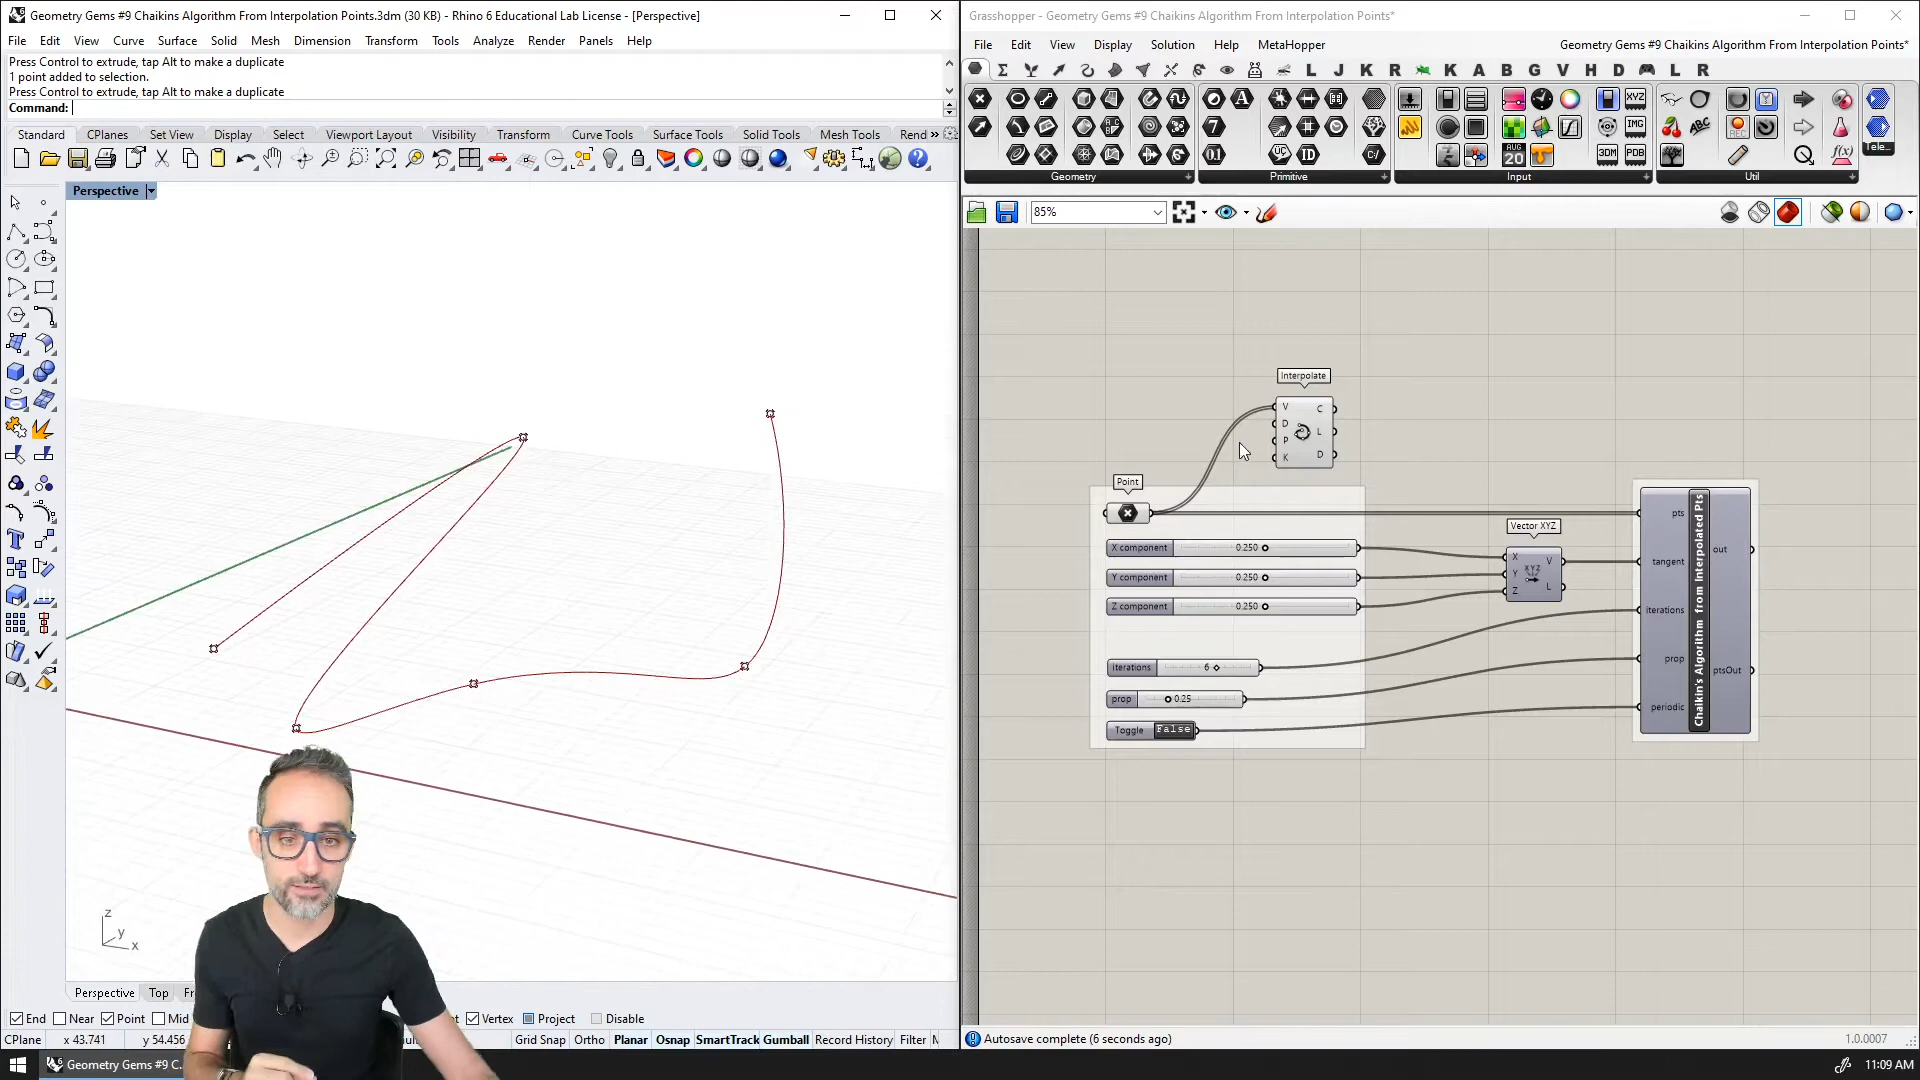 Geometry Gems #9 Chaikins Algorithm From Interpolation Points.3dm (30 KB) - Rhino 6 Educational Lab License - [Perspective]
File Edit View Curve Surface Solid Mesh Dimension Transform Tools Analyze Render Panels Help
Press Control to extrude, tap Alt to make a duplicate
1 point added to selection.
Press Control to extrude, tap Alt to make a duplicate
Command:
Standard CPlanes Set View Display Select Viewport Layout Visibility Transform Curve Tools Surface Tools Solid Tools Mesh Tools Rend »
Perspective
z
y
x
Perspective Top
End Near Point Mid Vertex Project Disable
CPlane x 43.741 y 54.456 Grid Snap Ortho Planar Osnap SmartTrack Gumball Record History Filter
Geometry Gems #9 C...
Grasshopper - Geometry Gems #9 Chaikins Algorithm From Interpolation Points*
File Edit View Display Solution Help MetaHopper Geometry Gems #9 Chaikins Algorithm From Interpolation Points*
L J K R K A B G V H D L R
Geometry Primitive Input Util
Tele...
85%
Interpolate
V C
D L
P
K D
Point
X component 0.250
Y component 0.250
Z component 0.250
iterations 6
prop 0.25
Toggle False
Vector XYZ
X V
Y XYZ
Z L
pts
tangent
iterations
prop
periodic
Chaikin's Algorithm from Interpolated Pts
out
ptsOut
Autosave complete (6 seconds ago) 1.0.0007
11:09 AM